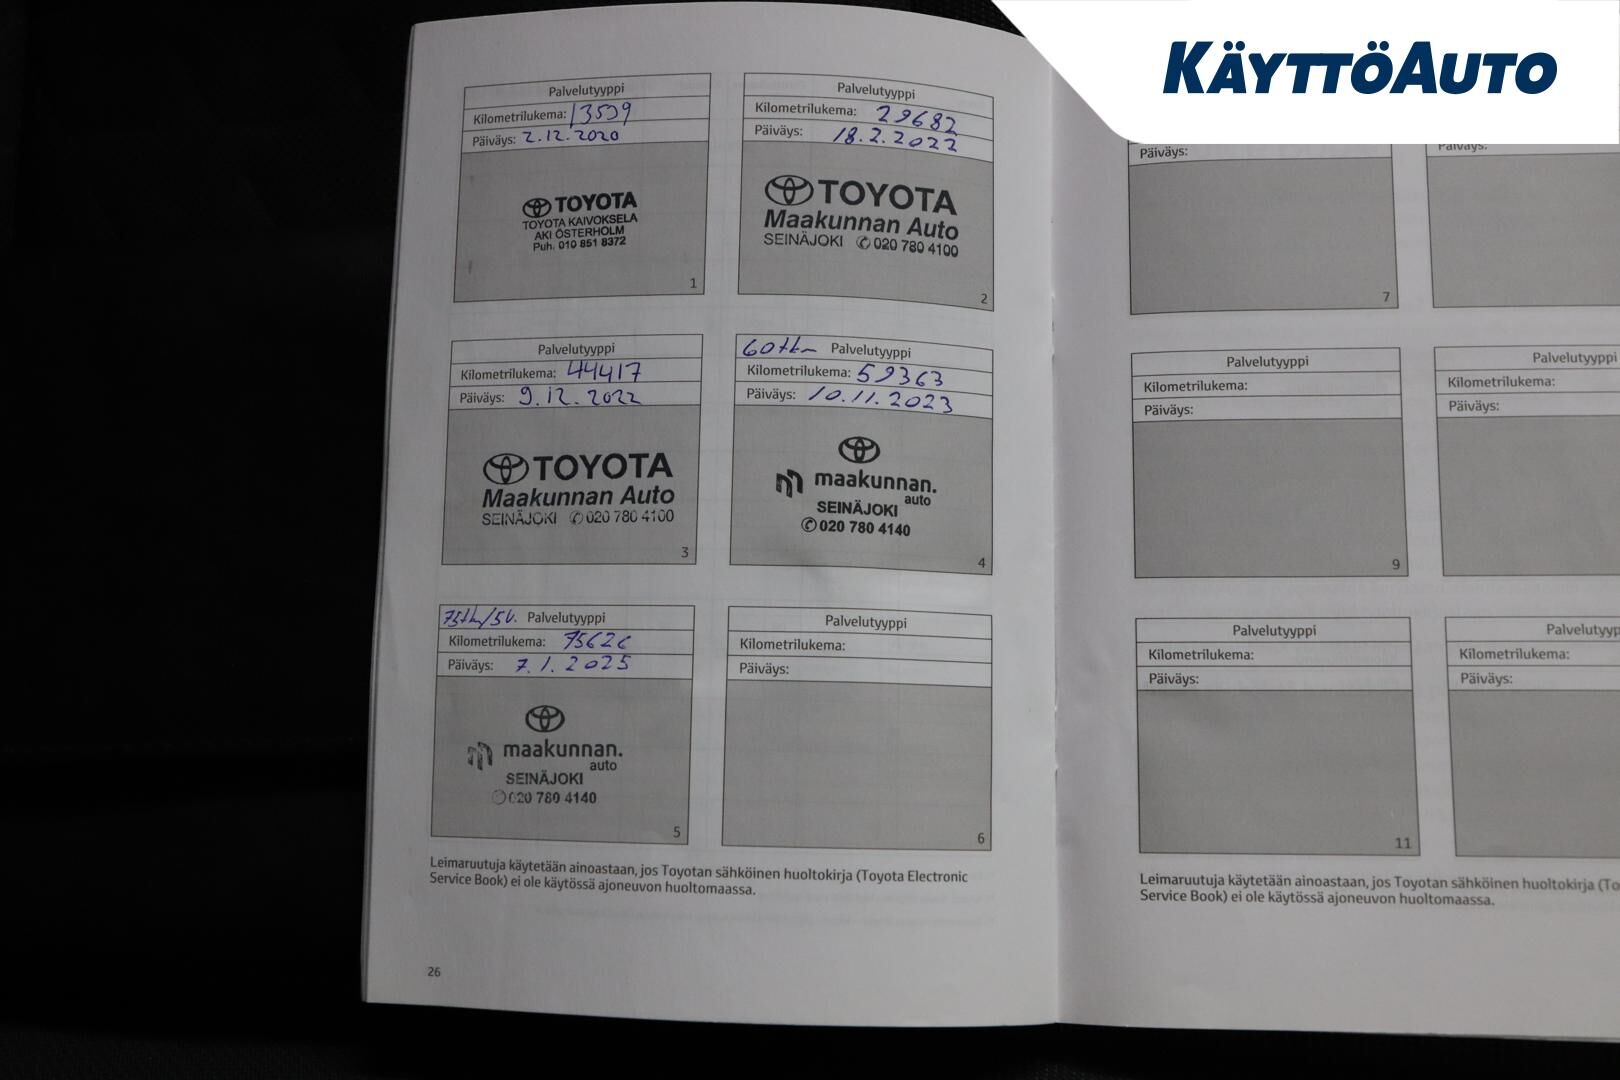 KÄYTTÖAUTO
Palvelutyyppi
Kilometrilukema: 13599
Päiväys: 2.12.2020
TOYOTA
TOYOTA KAIVOKSELA
AKI ÖSTERHOLM
Puh. 010 851 8372
1
Palvelutyyppi
Kilometrilukema: 29682
Päiväys: 18.2.2022
TOYOTA
Maakunnan Auto
SEINÄJOKI ✆ 020 780 4100
2
Palvelutyyppi
Kilometrilukema: 44417
Päiväys: 9.12.2022
TOYOTA
Maakunnan Auto
SEINÄJOKI ✆ 020 780 4100
3
60tkm Palvelutyyppi
Kilometrilukema: 59363
Päiväys: 10.11.2023
maakunnan.
auto
SEINÄJOKI
✆ 020 780 4140
4
75tkm/5v. Palvelutyyppi
Kilometrilukema: 75626
Päiväys: 7.1.2025
maakunnan.
auto
SEINÄJOKI
✆ 020 780 4140
5
Palvelutyyppi
Kilometrilukema:
Päiväys:
6
Leimaruutuja käytetään ainoastaan, jos Toyotan sähköinen huoltokirja (Toyota Electronic
Service Book) ei ole käytössä ajoneuvon huoltomaassa.
26
Päiväys:
7
Päiväys:
Palvelutyyppi
Kilometrilukema:
Päiväys:
9
Palvelutyyppi
Kilometrilukema:
Päiväys:
Palvelutyyppi
Kilometrilukema:
Päiväys:
11
Palvelutyyp
Kilometrilukema:
Päiväys:
Leimaruutuja käytetään ainoastaan, jos Toyotan sähköinen huoltokirja (To
Service Book) ei ole käytössä ajoneuvon huoltomaassa.